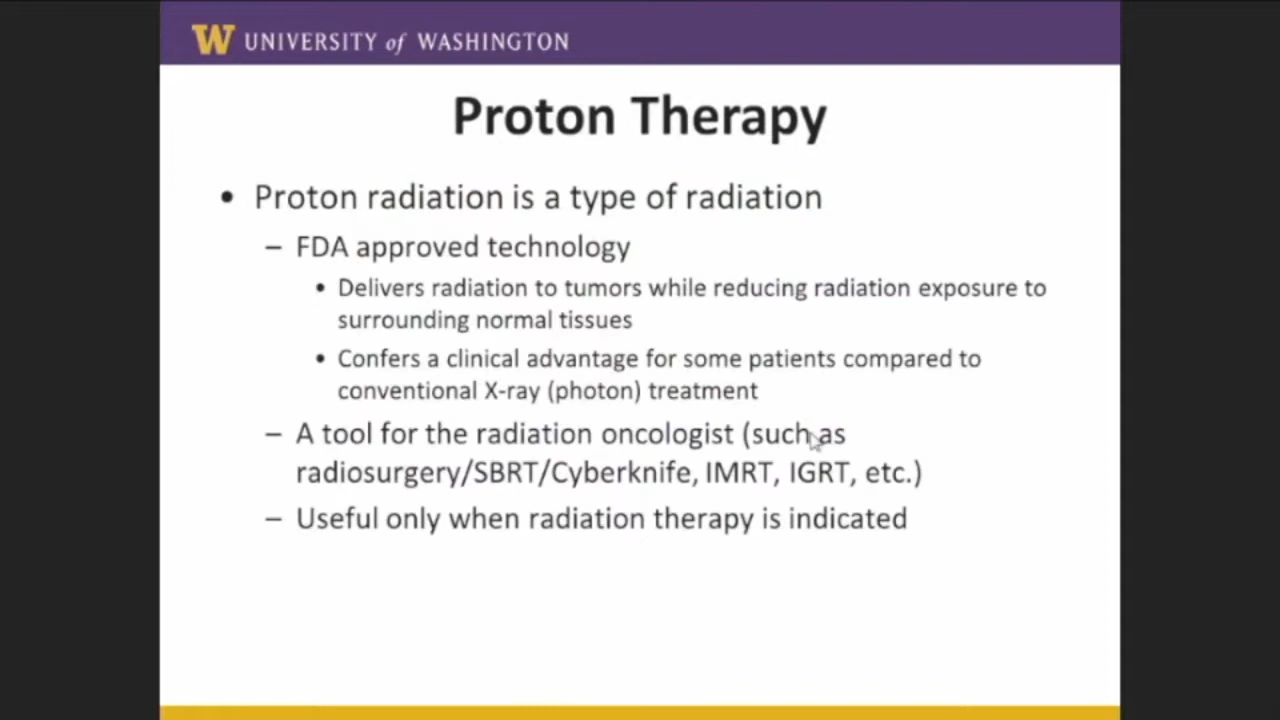 W UNIVERSITY of WASHINGTON
Proton Therapy
• Proton radiation is a type of radiation
– FDA approved technology
• Delivers radiation to tumors while reducing radiation exposure to
surrounding normal tissues
• Confers a clinical advantage for some patients compared to
conventional X-ray (photon) treatment
– A tool for the radiation oncologist (such as
radiosurgery/SBRT/Cyberknife, IMRT, IGRT, etc.)
– Useful only when radiation therapy is indicated